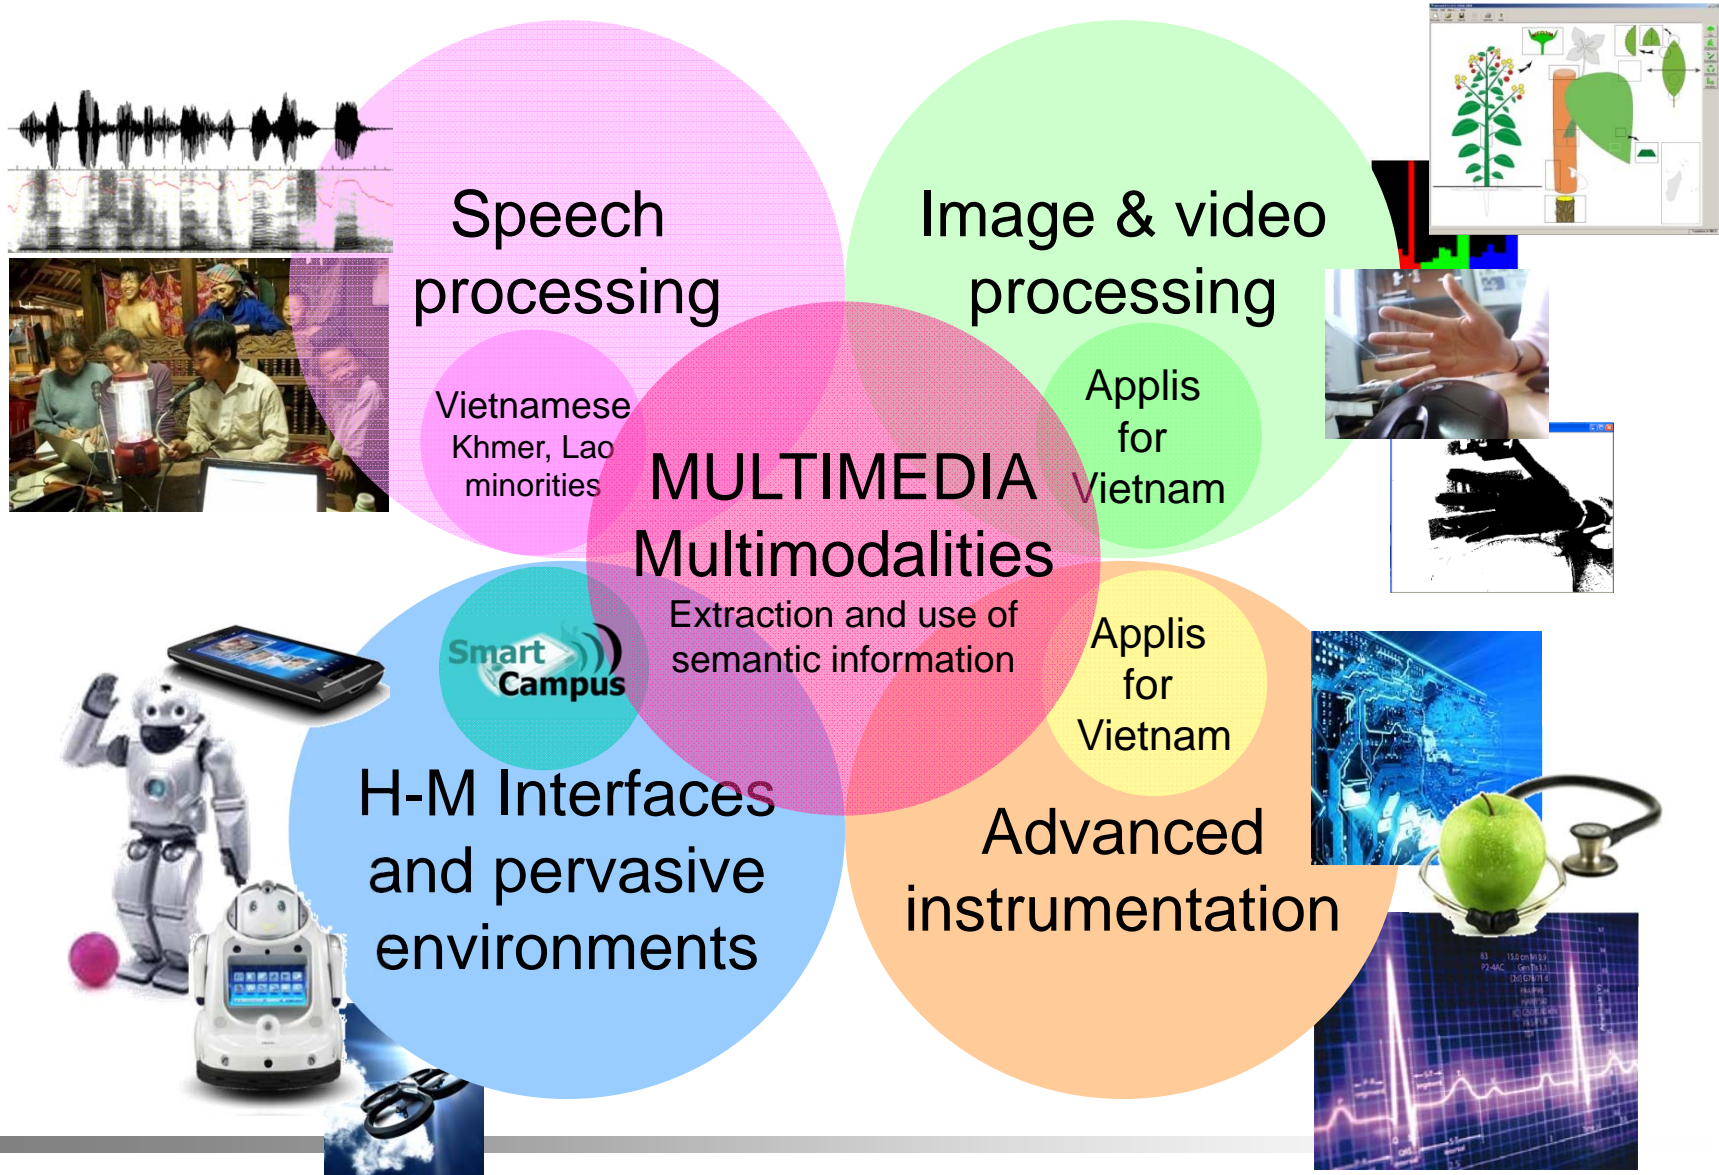 Speech
processing
Image & video
processing
Vietnamese
Khmer, Lao
minorities
Applis
for
Vietnam
MULTIMEDIA
Multimodalities
Extraction and use of
semantic information
Smart
Campus
Applis
for
Vietnam
H-M Interfaces
and pervasive
environments
Advanced
instrumentation